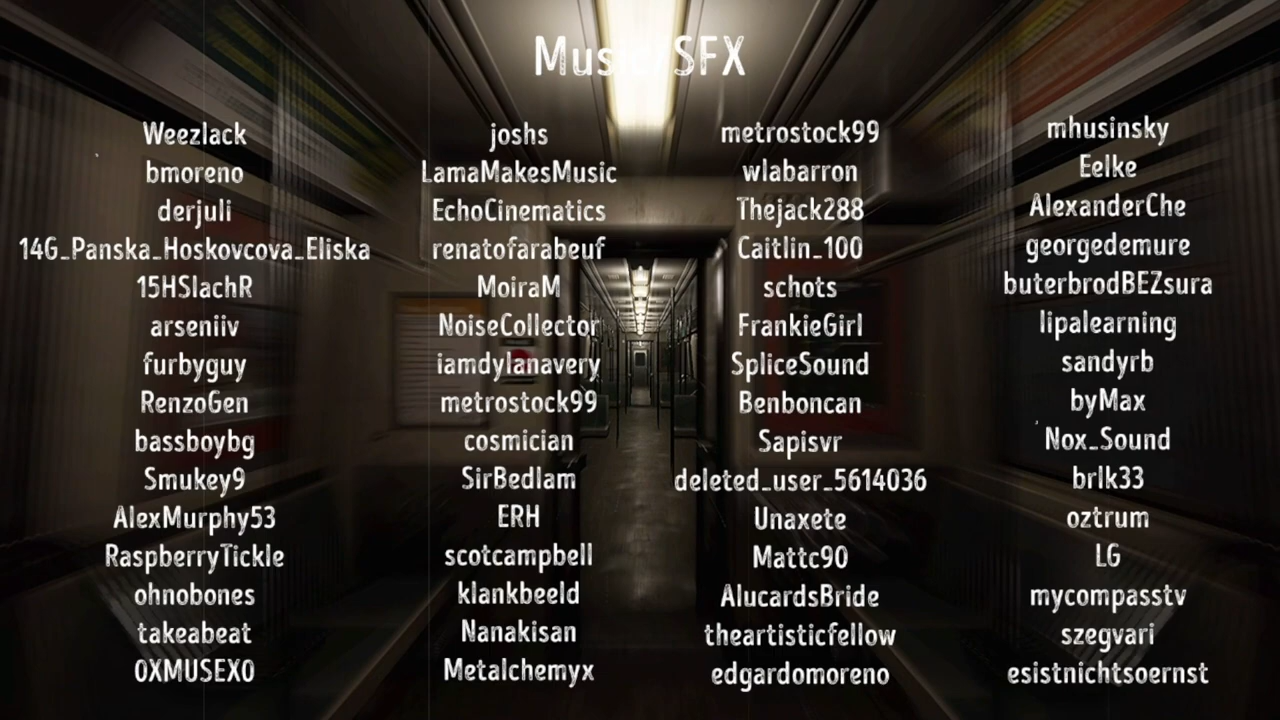 Music/SFX
Weezlack
bmoreno
derjuli
14G_Panska_Hoskovcova_Eliska
15HSlachR
arseniiv
furbyguy
RenzoGen
bassboybg
Smukey9
AlexMurphy53
RaspberryTickle
ohnobones
takeabeat
0XMUSEX0
joshs
LamaMakesMusic
EchoCinematics
renatofarabeuf
MoiraM
NoiseCollector
iamdylanavery
metrostock99
cosmician
SirBedlam
ERH
scotcampbell
klankbeeld
Nanakisan
Metalchemyx
metrostock99
wlabarron
Thejack288
Caitlin_100
schots
FrankieGirl
SpliceSound
Benboncan
Sapisvr
deleted_user_5614036
Unaxete
Mattc90
AlucardsBride
theartisticfellow
edgardomoreno
mhusinsky
Eelke
AlexanderChe
georgedemure
buterbrodBEZsura
lipalearning
sandyrb
byMax
Nox_Sound
brlk33
oztrum
LG
mycompasstv
szegvari
esistnichtsoernst